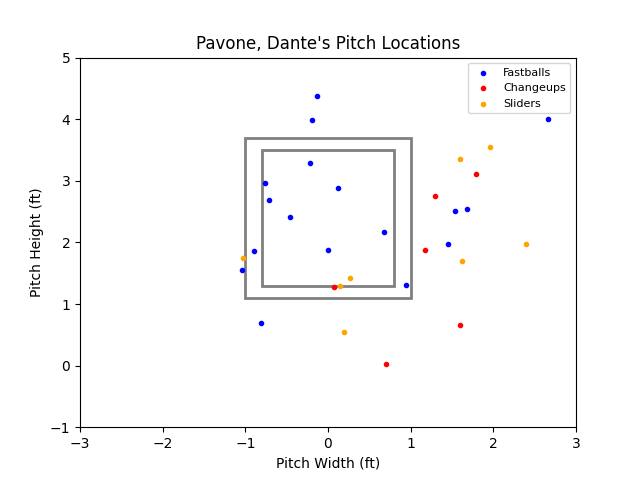 Pavone, Dante's Pitch Locations
Fastballs
Changeups
Sliders
Pitch Height (ft)
5
4
3
2
1
0
−1
−3
−2
−1
0
1
2
3
Pitch Width (ft)